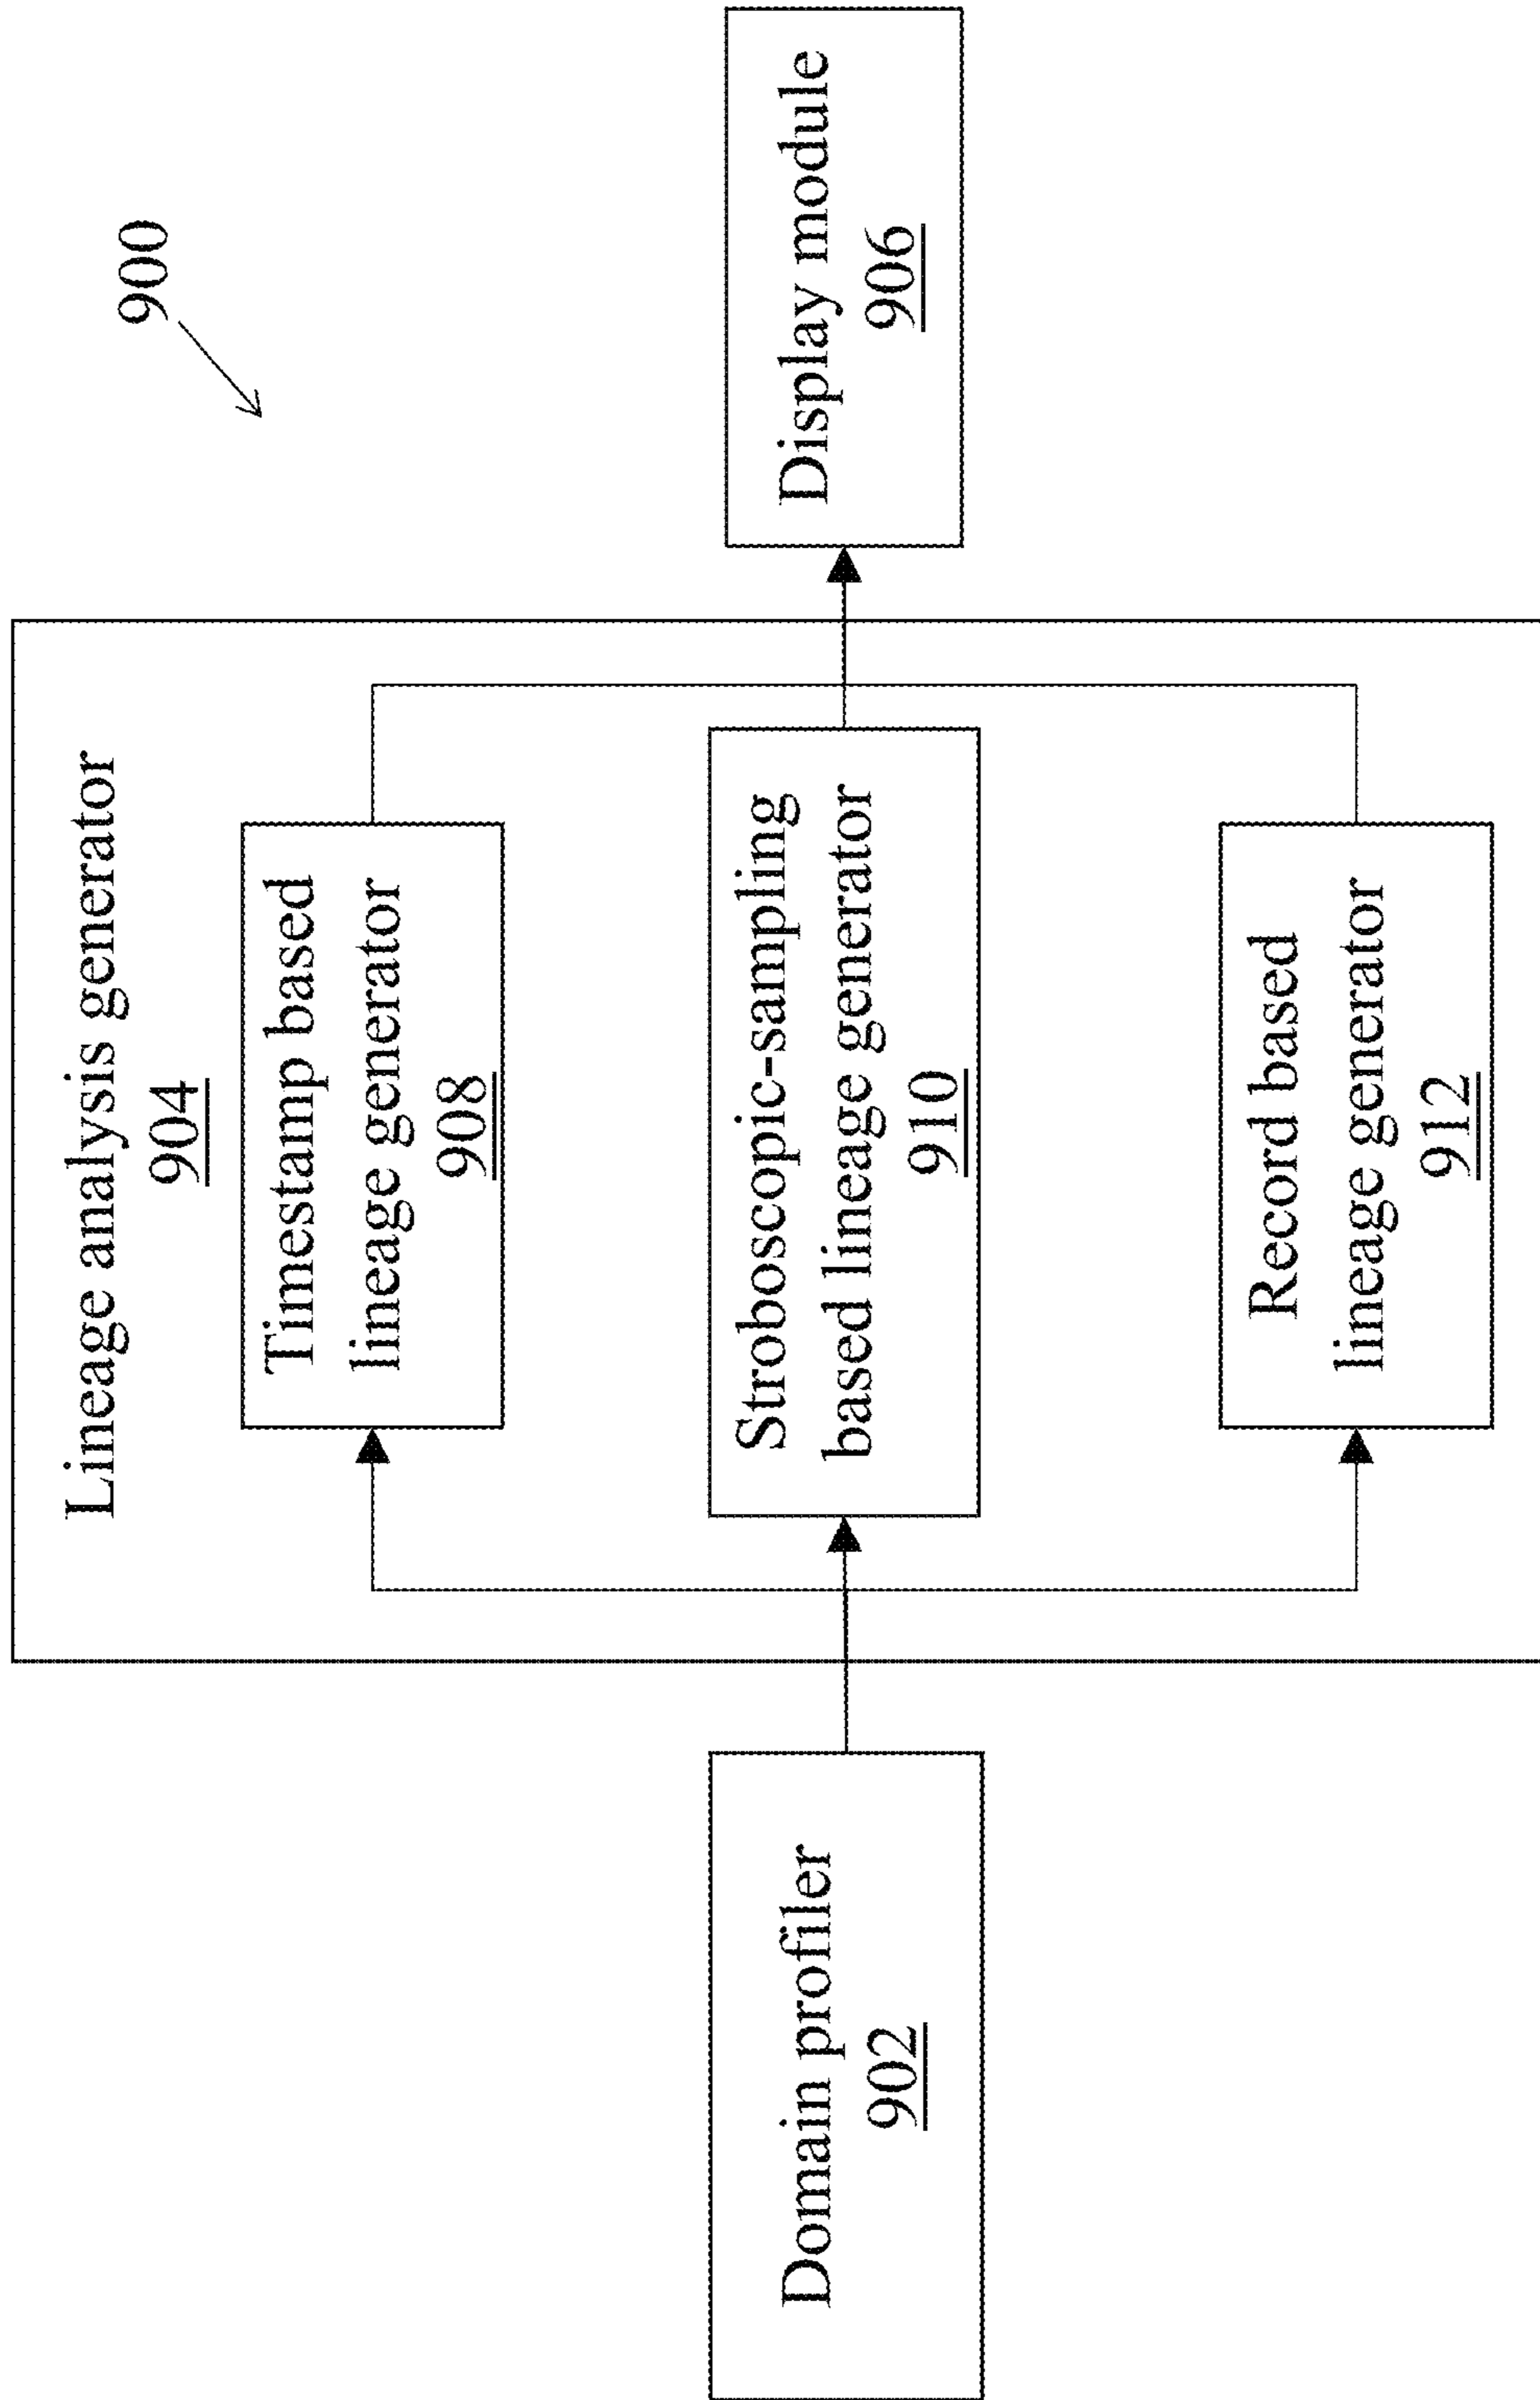 900
Lineage analysis generator
904
Timestamp based
lineage generator
908
Domain profiler
902
Stroboscopic-sampling
based lineage generator
910
Display module
906
Record based
lineage generator
912